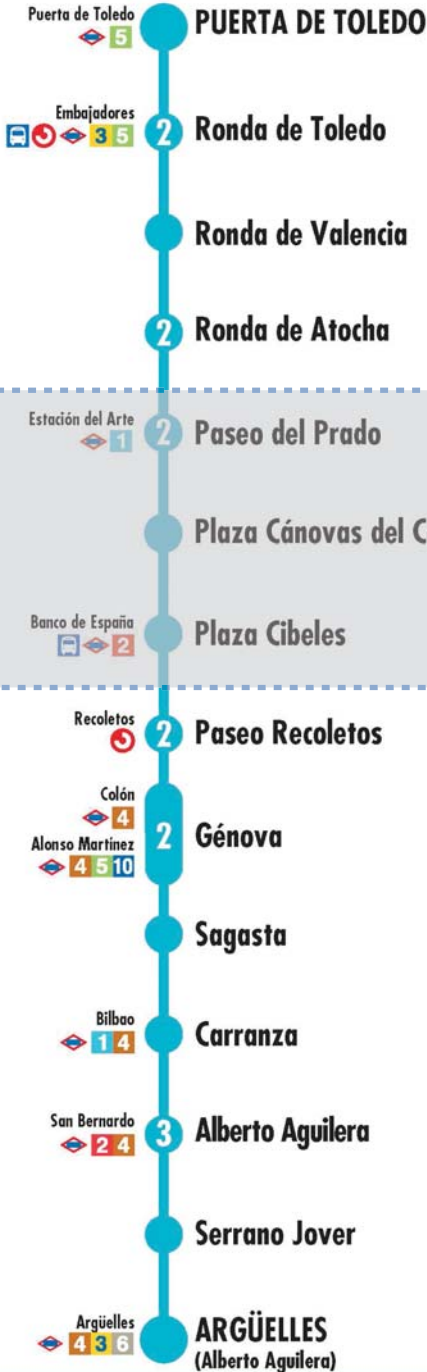 Puerta de Toledo
5
PUERTA DE TOLEDO
Embajadores
3 5
2
Ronda de Toledo
Ronda de Valencia
2
Ronda de Atocha
Estación del Arte
1
2
Paseo del Prado
Plaza Cánovas del C
Banco de España
2
Plaza Cibeles
Recoletos
2
Paseo Recoletos
Colón
4
Alonso Martínez
4 5 10
2
Génova
Sagasta
Bilbao
1 4
Carranza
San Bernardo
2 4
3
Alberto Aguilera
Serrano Jover
Argüelles
4 3 6
ARGÜELLES
(Alberto Aguilera)